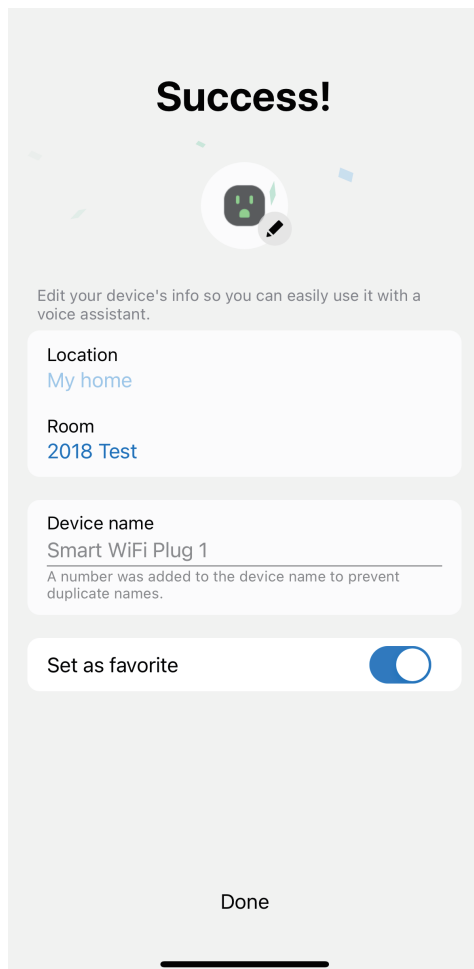 Success!
Edit your device's info so you can easily use it with a
voice assistant.
Location
My home
Room
2018 Test
Device name
Smart WiFi Plug 1
A number was added to the device name to prevent
duplicate names.
Set as favorite
Done